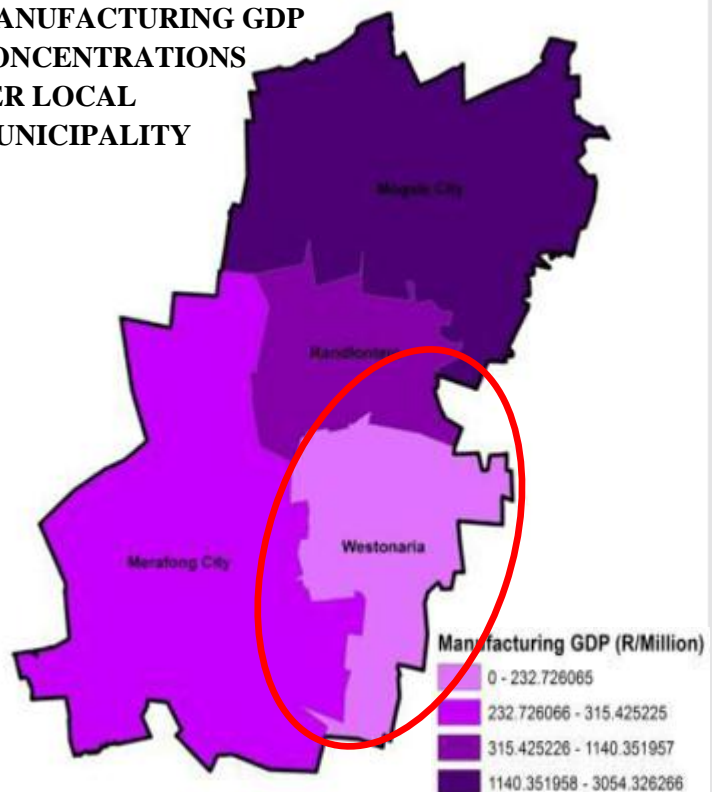 ANUFACTURING GDP
ONCENTRATIONS
ER LOCAL
UNICIPALITY
Mogale City
Randfontein
Merafong City
Westonaria
Manufacturing GDP (R/Million)
0 - 232.726065
232.726066 - 315.425225
315.425226 - 1140.351957
1140.351958 - 3054.326266